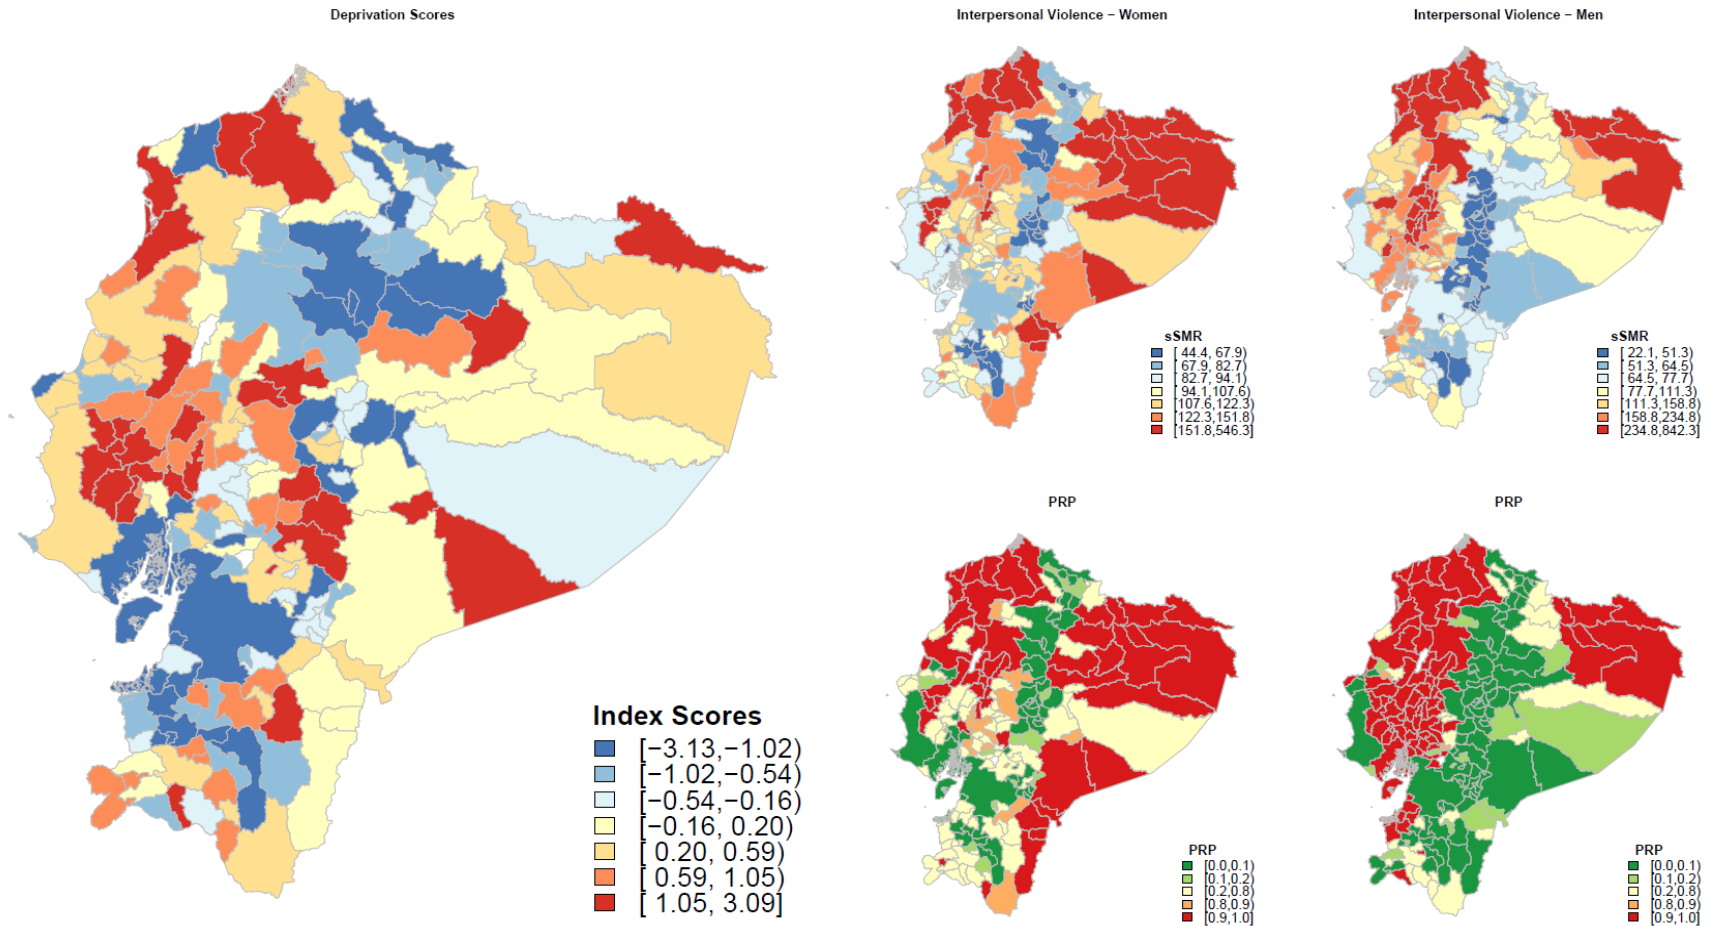 Deprivation Scores
Interpersonal Violence − Women
Interpersonal Violence − Men
Index Scores
[−3.13,−1.02)
[−1.02,−0.54)
[−0.54,−0.16)
[−0.16, 0.20)
[ 0.20, 0.59)
[ 0.59, 1.05)
[ 1.05, 3.09]
sSMR
[ 44.4, 67.9)
[ 67.9, 82.7)
[ 82.7, 94.1)
[ 94.1,107.6)
[107.6,122.3)
[122.3,151.8)
[151.8,546.3]
sSMR
[ 22.1, 51.3)
[ 51.3, 64.5)
[ 64.5, 77.7)
[ 77.7,111.3)
[111.3,158.8)
[158.8,234.8)
[234.8,842.3]
PRP
PRP
PRP
[0.0,0.1)
[0.1,0.2)
[0.2,0.8)
[0.8,0.9)
[0.9,1.0]
PRP
[0.0,0.1)
[0.1,0.2)
[0.2,0.8)
[0.8,0.9)
[0.9,1.0]